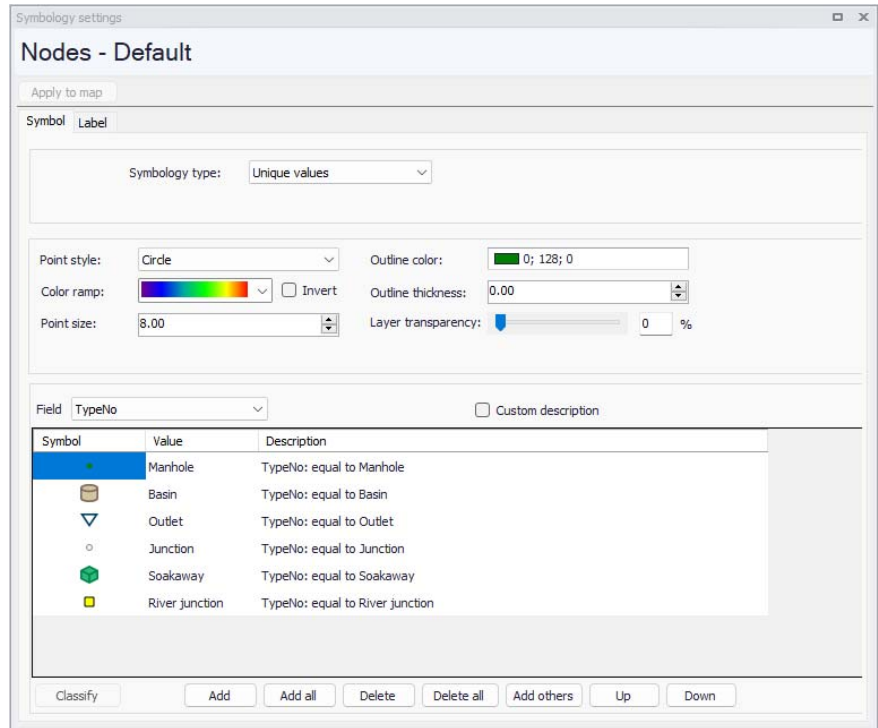 Symbology settings
Nodes - Default
Apply to map
Symbol Label
Symbology type: Unique values
Point style: Circle Outline color: 0; 128; 0
Color ramp: Invert Outline thickness: 0.00
Point size: 8.00 Layer transparency: 0 %
Field TypeNo Custom description
Symbol Value Description
Manhole TypeNo: equal to Manhole
Basin TypeNo: equal to Basin
Outlet TypeNo: equal to Outlet
Junction TypeNo: equal to Junction
Soakaway TypeNo: equal to Soakaway
River junction TypeNo: equal to River junction
Classify Add Add all Delete Delete all Add others Up Down